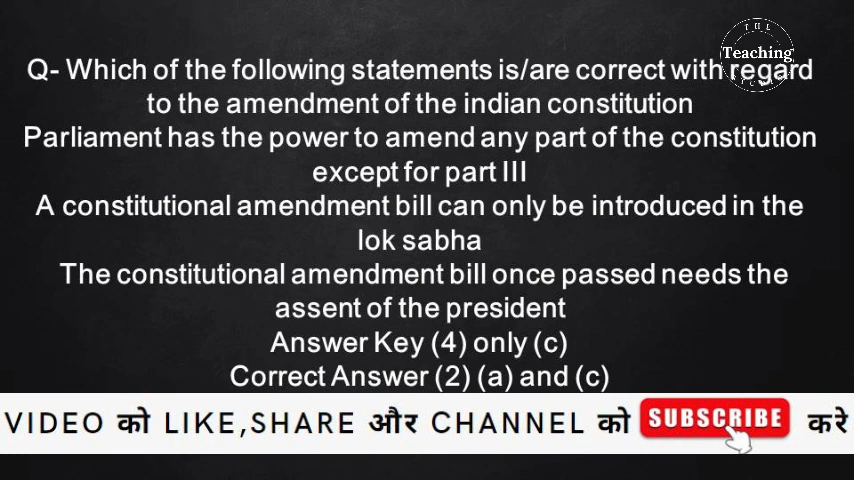 THE
Teaching
Q- Which of the following statements is/are correct with regard
to the amendment of the indian constitution
Parliament has the power to amend any part of the constitution
except for part III
A constitutional amendment bill can only be introduced in the
lok sabha
The constitutional amendment bill once passed needs the
assent of the president
Answer Key (4) only (c)
Correct Answer (2) (a) and (c)
VIDEO को LIKE,SHARE और CHANNEL को SUBSCRIBE करे